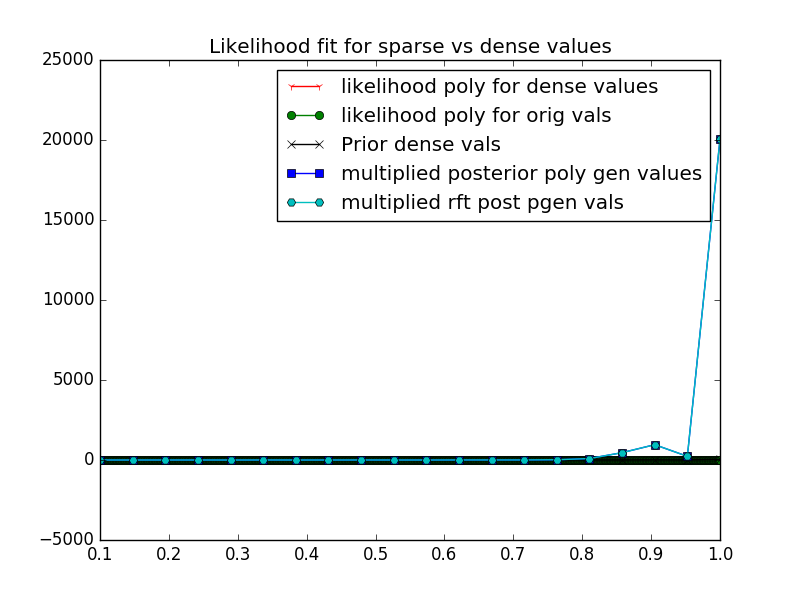 Likelihood fit for sparse vs dense values
25000
20000
15000
10000
5000
0
−5000
likelihood poly for dense values
likelihood poly for orig vals
Prior dense vals
multiplied posterior poly gen values
multiplied rft post pgen vals
0.1 0.2 0.3 0.4 0.5 0.6 0.7 0.8 0.9 1.0